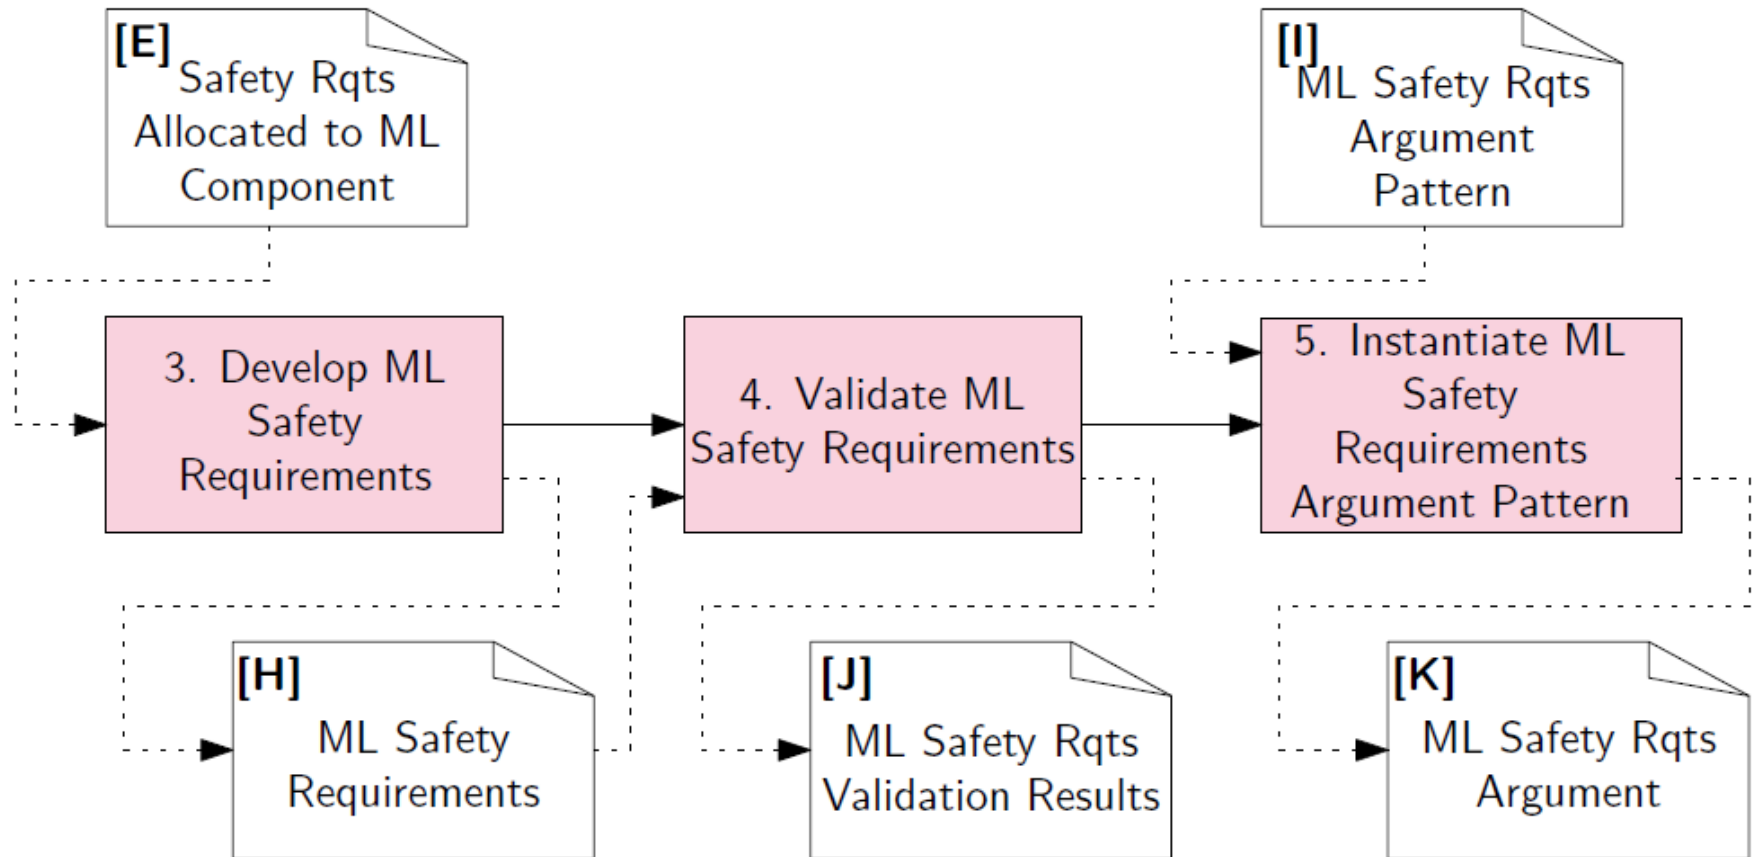 [E]
Safety Rqts
Allocated to ML
Component
[I]
ML Safety Rqts
Argument
Pattern
3. Develop ML
Safety
Requirements
4. Validate ML
Safety Requirements
5. Instantiate ML
Safety
Requirements
Argument Pattern
[H]
ML Safety
Requirements
[J]
ML Safety Rqts
Validation Results
[K]
ML Safety Rqts
Argument